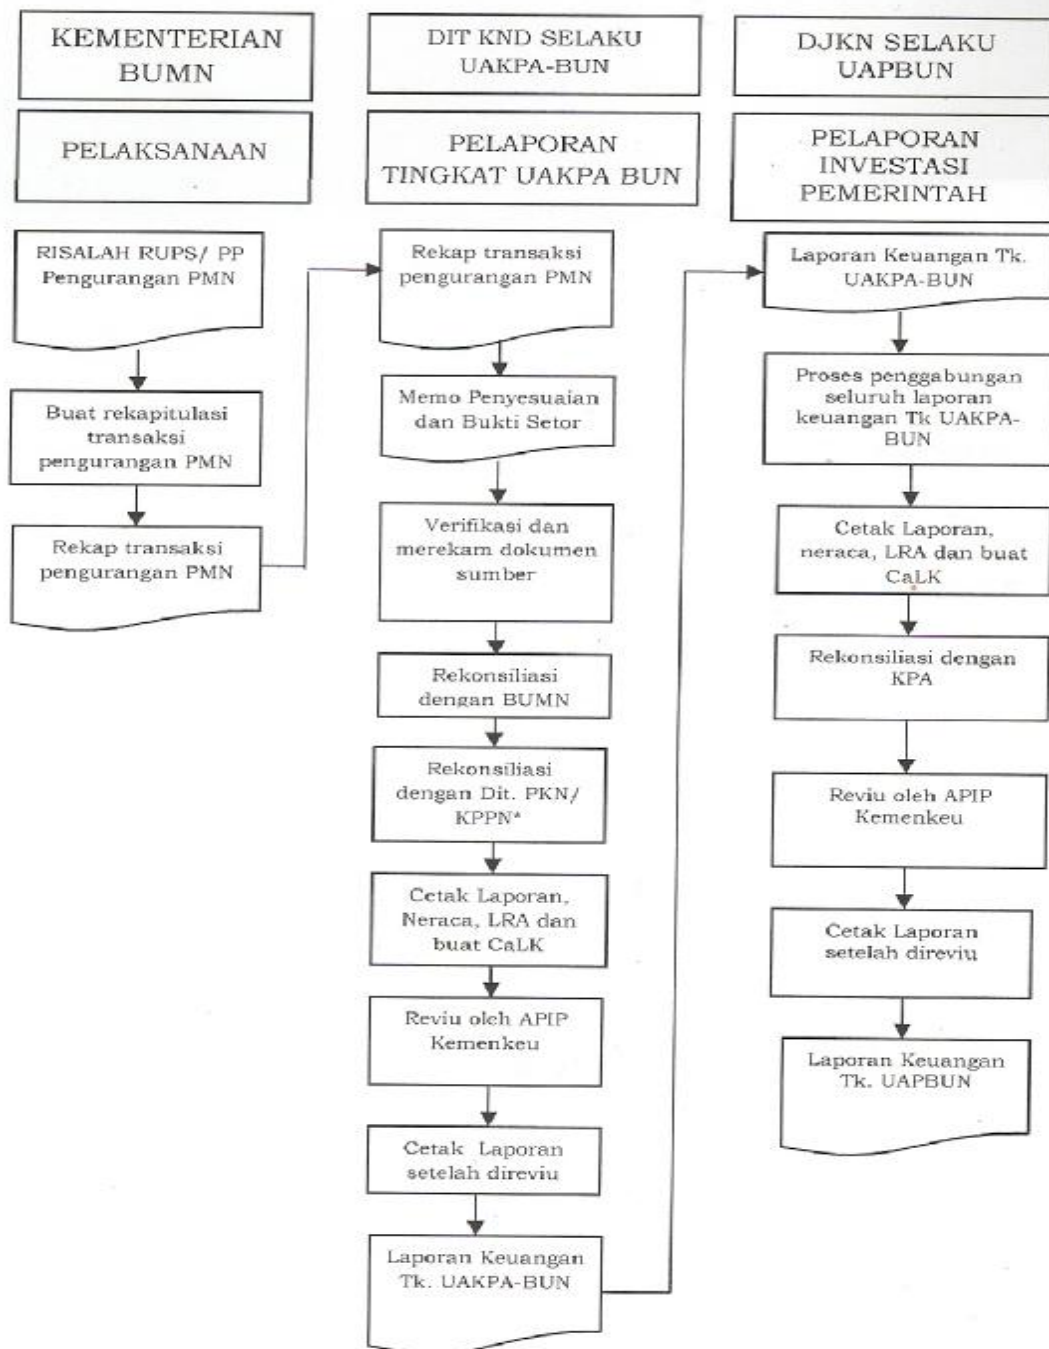 KEMENTERIAN
BUMN
PELAKSANAAN
RISALAH RUPS/ PP
Pengurangan PMN
Buat rekapitulasi
transaksi
pengurangan PMN
Rekap transaksi
pengurangan PMN
DIT KND SELAKU
UAKPA-BUN
PELAPORAN
TINGKAT UAKPA BUN
Rekap transaksi
pengurangan PMN
Memo Penyesuaian
dan Bukti Setor
Verifikasi dan
merekam dokumen
sumber
Rekonsiliasi
dengan BUMN
Rekonsiliasi
dengan Dit. PKN/
KPPN*
Cetak Laporan,
Neraca, LRA dan
buat CaLK
Reviu oleh APIP
Kemenkeu
Cetak Laporan
setelah direviu
Laporan Keuangan
Tk. UAKPA-BUN
DJKN SELAKU
UAPBUN
PELAPORAN
INVESTASI
PEMERINTAH
Laporan Keuangan Tk.
UAKPA-BUN
Proses penggabungan
seluruh laporan
keuangan Tk UAKPA-
BUN
Cetak Laporan,
neraca, LRA dan buat
CaLK
Rekonsiliasi dengan
KPA
Reviu oleh APIP
Kemenkeu
Cetak Laporan
setelah direviu
Laporan Keuangan
Tk. UAPBUN